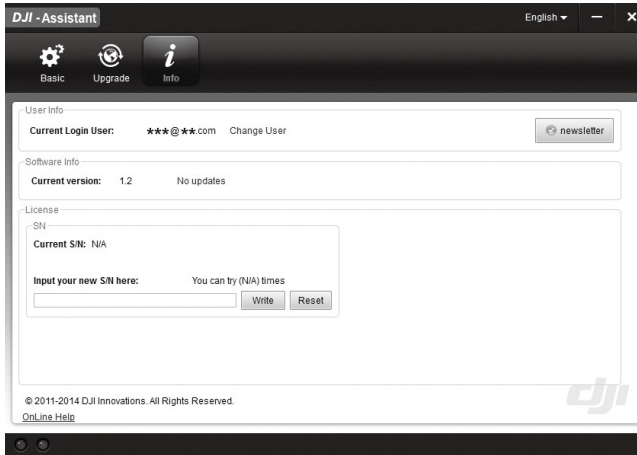 DJI - Assistant English
Basic Upgrade Info
User Info
Current Login User: ***@**.com Change User newsletter
Software Info
Current version: 1.2 No updates
License
SN
Current S/N: N/A
Input your new S/N here: You can try (N/A) times
Write Reset
© 2011-2014 DJI Innovations. All Rights Reserved.
OnLine Help
dji